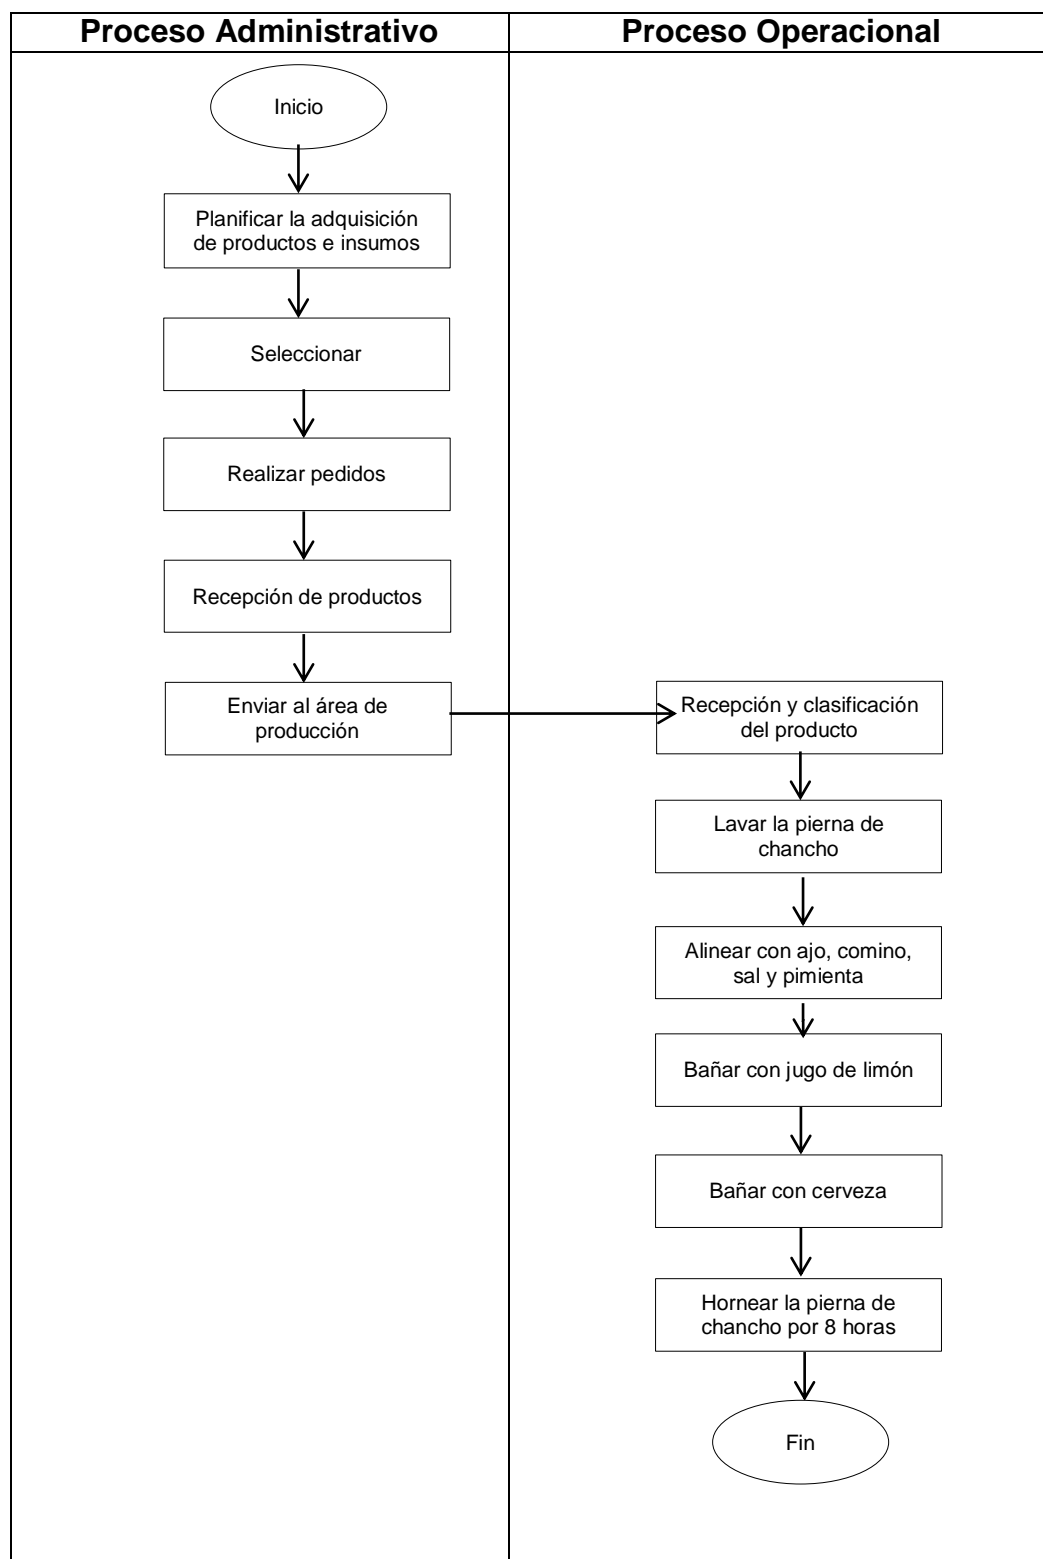 Proceso Administrativo
Proceso Operacional
Inicio
Planificar la adquisición
de productos e insumos
Seleccionar
Realizar pedidos
Recepción de productos
Enviar al área de
producción
Recepción y clasificación
del producto
Lavar la pierna de
chancho
Alinear con ajo, comino,
sal y pimienta
Bañar con jugo de limón
Bañar con cerveza
Hornear la pierna de
chancho por 8 horas
Fin